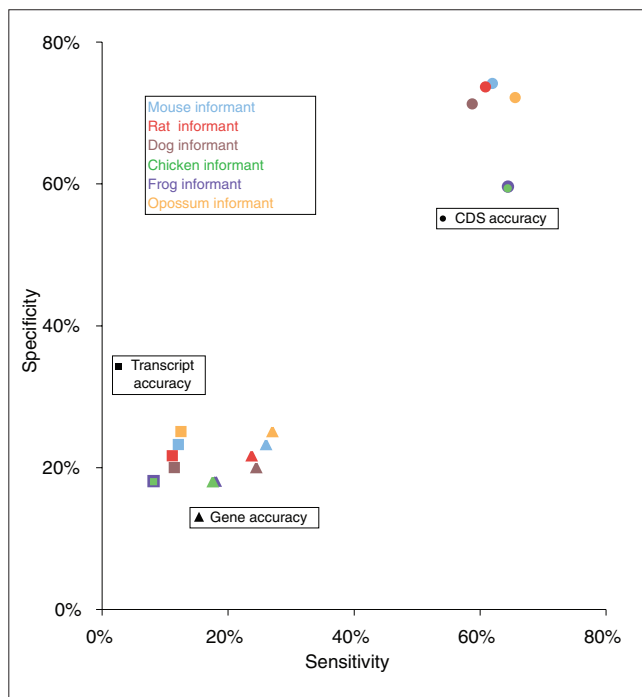 80%
Mouse informant
Rat informant
Dog informant
Chicken informant
Frog informant
Opossum informant
60%
CDS accuracy
Specificity
40%
Transcript
accuracy
20%
Gene accuracy
0%
0%
20%
40%
60%
80%
Sensitivity